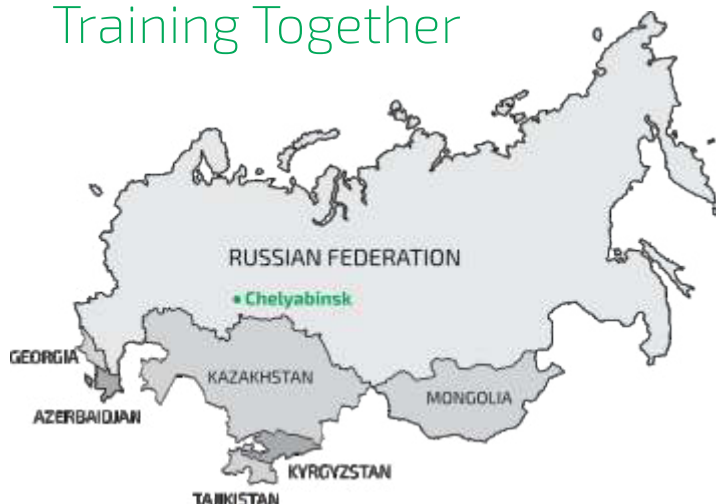 Training Together
RUSSIAN FEDERATION
Chelyabinsk
GEORGIA
KAZAKHSTAN
MONGOLIA
AZERBAIDJAN
KYRGYZSTAN
TAJIKISTAN